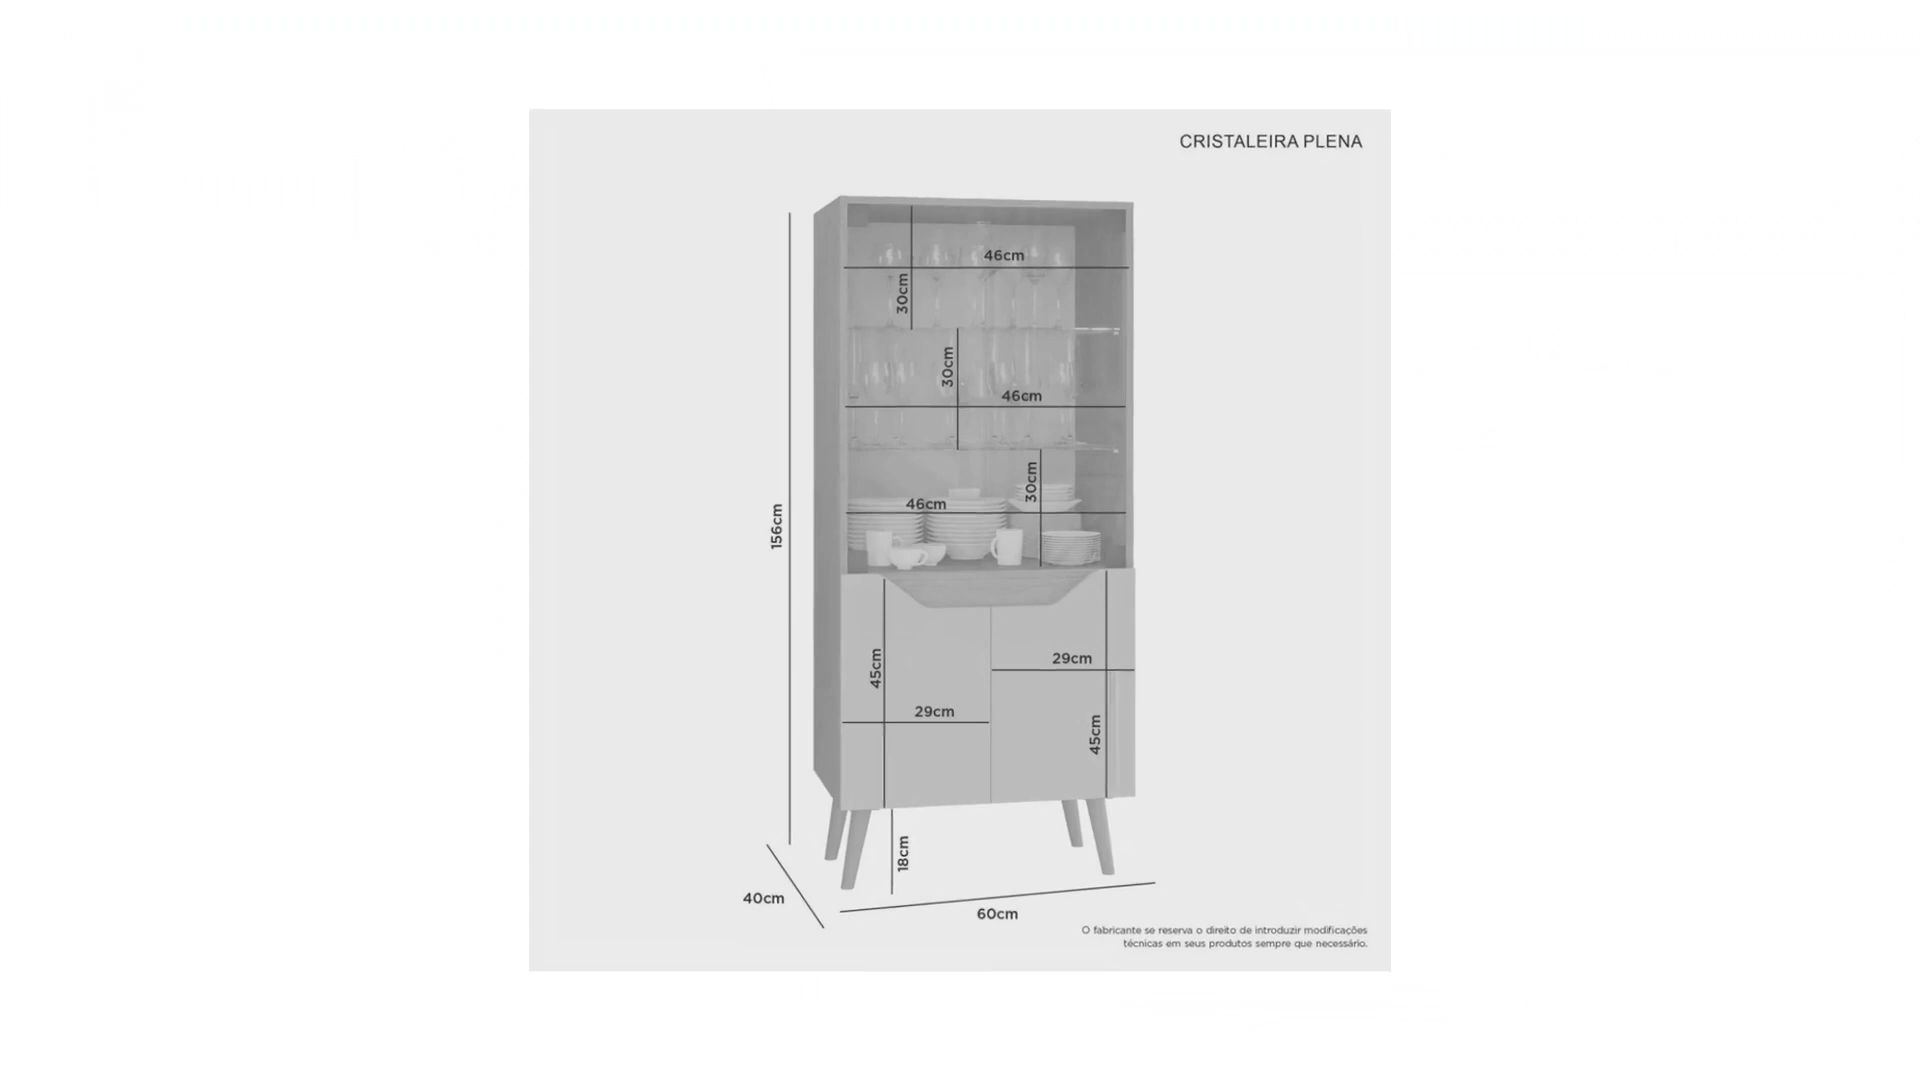 CRISTALEIRA PLENA
46cm
30cm
30cm
46cm
30cm
46cm
156cm
45cm
29cm
29cm
45cm
18cm
40cm
60cm
O fabricante se reserva o direito de introduzir modificações
técnicas em seus produtos sempre que necessário.